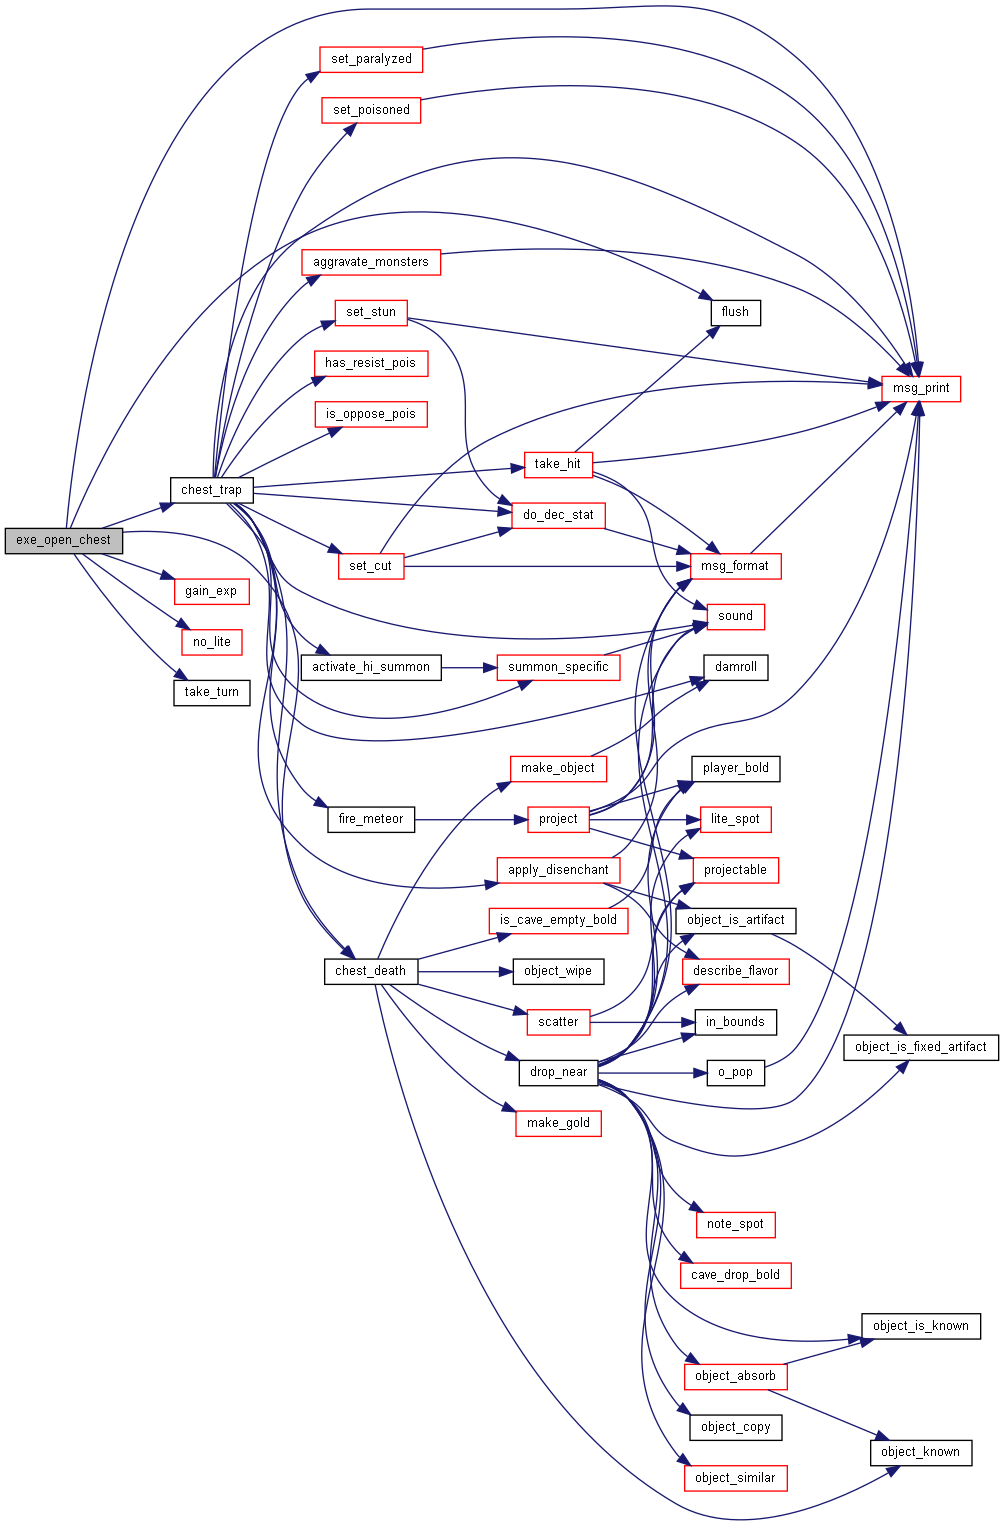 set_paralyzed
set_poisoned
aggravate_monsters
set_stun
flush
has_resist_pois
msg_print
is_oppose_pois
take_hit
chest_trap
do_dec_stat
exe_open_chest
set_cut
msg_format
gain_exp
sound
no_lite
activate_hi_summon
summon_specific
damroll
take_turn
make_object
player_bold
fire_meteor
project
lite_spot
apply_disenchant
projectable
is_cave_empty_bold
object_is_artifact
chest_death
object_wipe
describe_flavor
scatter
in_bounds
object_is_fixed_artifact
drop_near
o_pop
make_gold
note_spot
cave_drop_bold
object_is_known
object_absorb
object_copy
object_known
object_similar